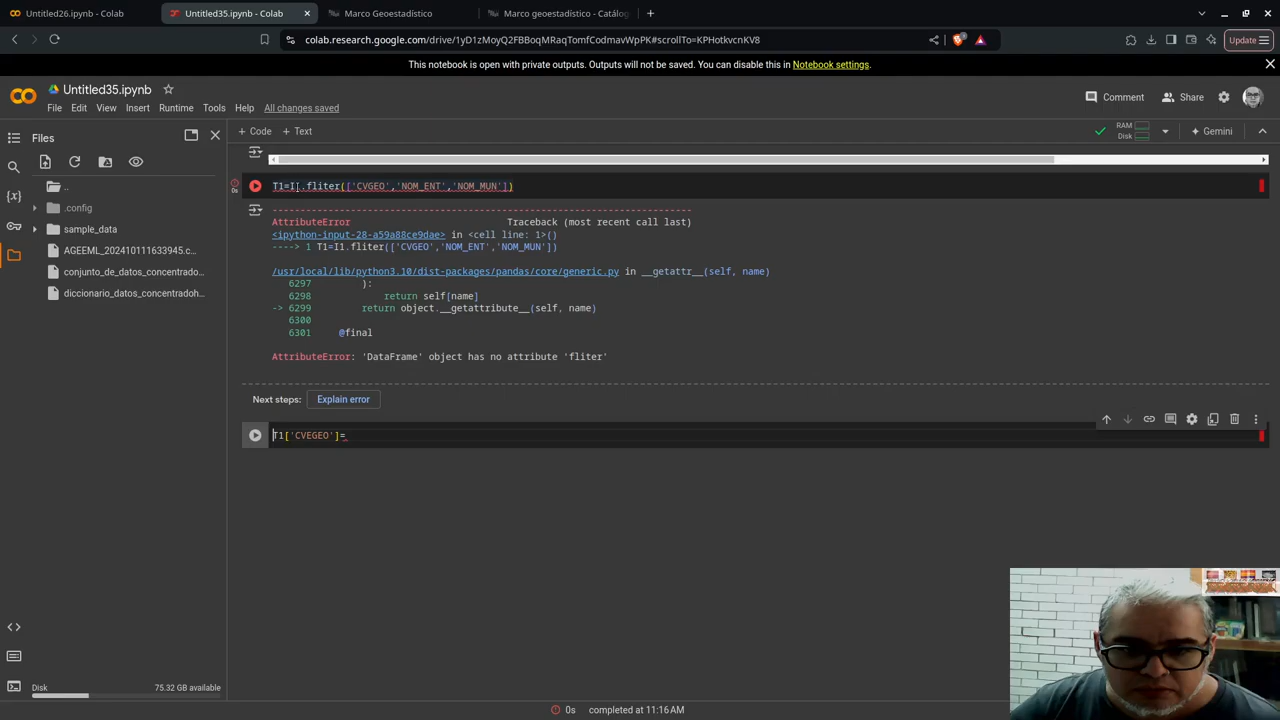 Untitled26.ipynb - Colab
Untitled35.ipynb - Colab
Marco Geoestadístico
Marco geoestadístico - Catálog
colab.research.google.com/drive/1yD1zMoyQ2FBBoqMRaqTomfCodmavWpPK#scrollTo=KPHotkvcnKV8
Update
This notebook is open with private outputs. Outputs will not be saved. You can disable this in Notebook settings.
Untitled35.ipynb
File Edit View Insert Runtime Tools Help All changes saved
Comment
Share
Files
+ Code + Text
RAM
Disk
Gemini
..
.config
sample_data
AGEEML_202410111633945.c...
conjunto_de_datos_concentrado...
diccionario_datos_concentradoh...
0s
T1=I1.fliter(['CVGEO','NOM_ENT','NOM_MUN'])
---------------------------------------------------------------------------
AttributeError Traceback (most recent call last)
<ipython-input-28-a59a88ce9dae> in <cell line: 1>()
----> 1 T1=I1.fliter(['CVGEO','NOM_ENT','NOM_MUN'])
/usr/local/lib/python3.10/dist-packages/pandas/core/generic.py in __getattr__(self, name)
6297 ):
6298 return self[name]
-> 6299 return object.__getattribute__(self, name)
6300
6301 @final
AttributeError: 'DataFrame' object has no attribute 'fliter'
Next steps: Explain error
T1['CVEGEO']=
Disk 75.32 GB available
0s completed at 11:16 AM